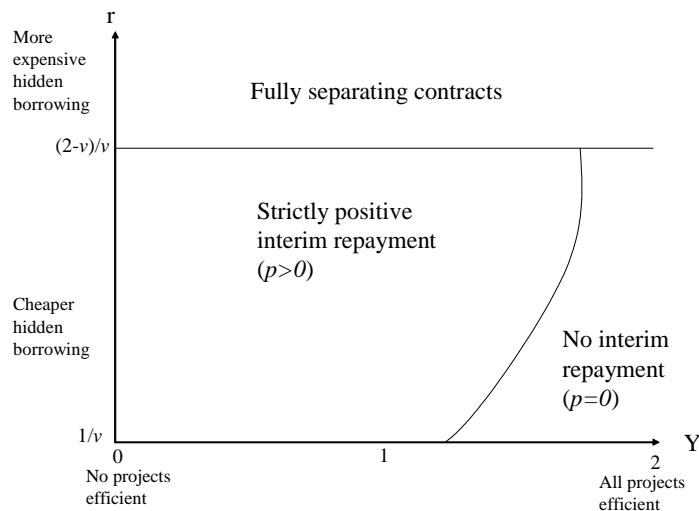 r
More
expensive
hidden
borrowing
Fully separating contracts
(2-v)/v
Strictly positive
interim repayment
(p>0)
Cheaper
hidden
borrowing
No interim
repayment
(p=0)
1/v
Y
0
1
2
No projects
efficient
All projects
efficient